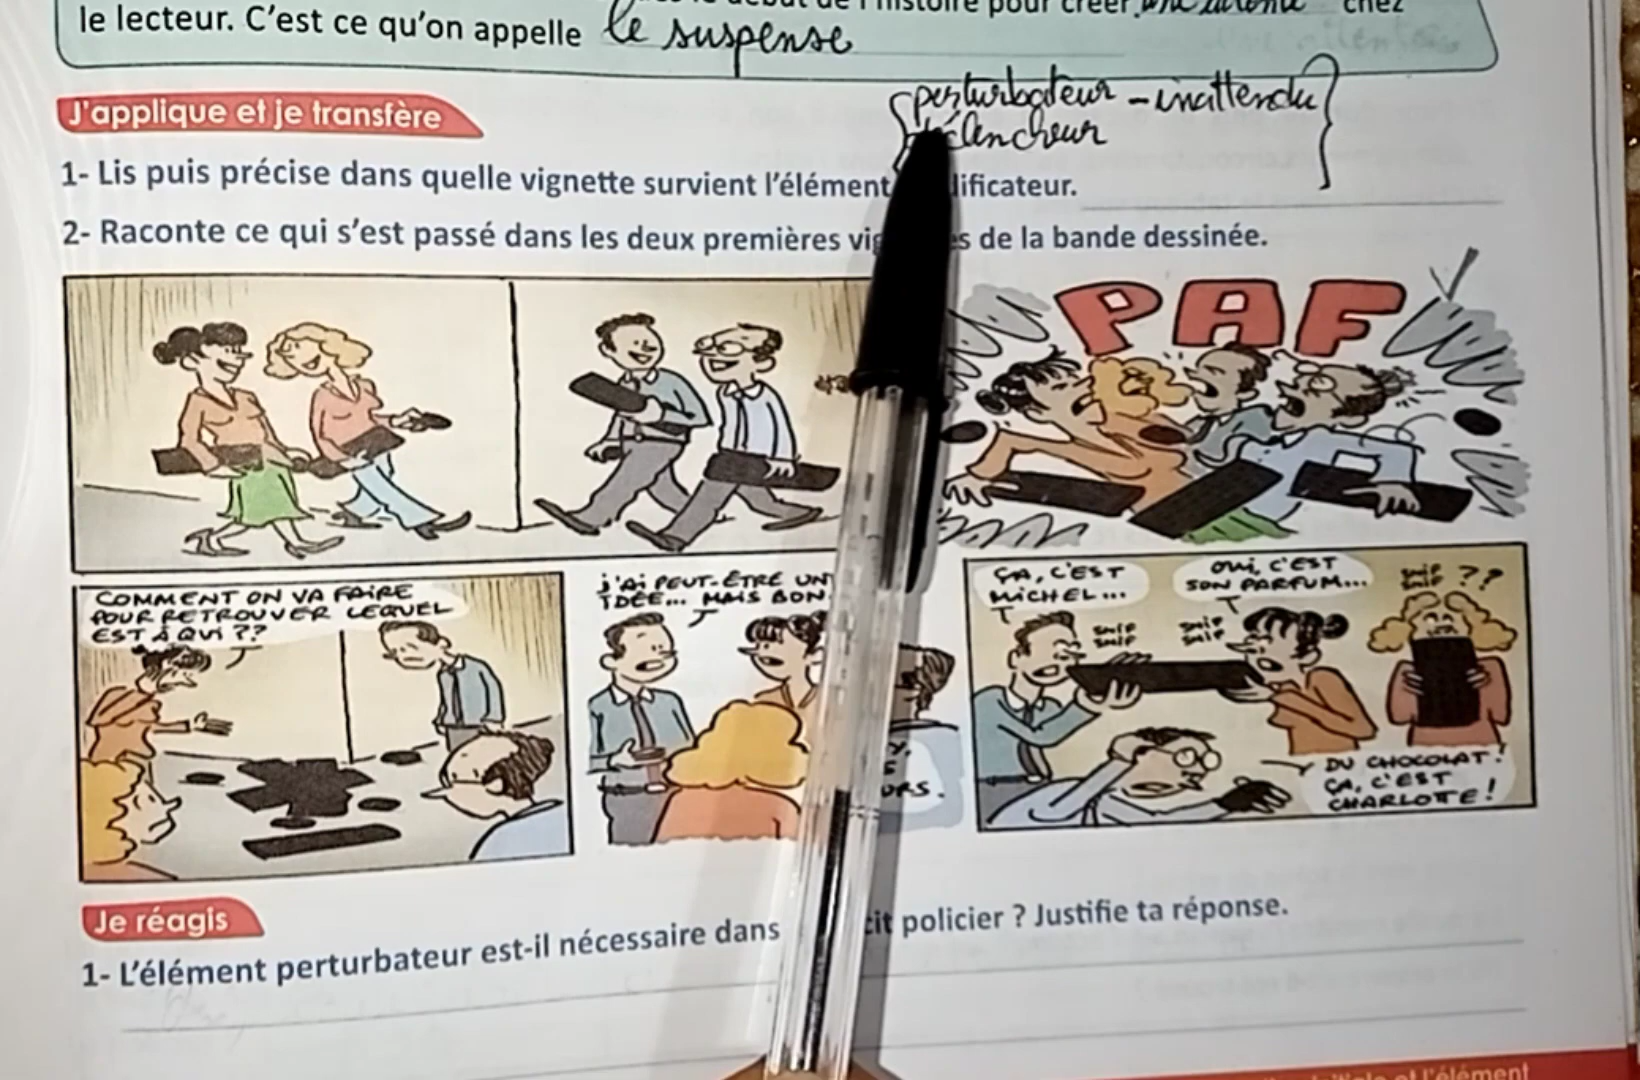 le lecteur. C'est ce qu'on appelle le suspense
J'applique et je transfère
perturbateur - inattendu
1- Lis puis précise dans quelle vignette survient l'élément
2- Raconte ce qui s'est passé dans les deux premières de la bande dessinée.
PAF
COMMENT ON VA FAIRE
POUR RETROUVER LEQUEL
EST À QUI ??
J'AI PEUT-ÊTRE UNE
IDÉE... MAIS BON
ÇA, C'EST
MICHEL...
OUI, C'EST
SON PARFUM...
SNIF
SNIF
SNIF
SNIF
SNIF
SNIF ??
DU CHOCOLAT !
ÇA, C'EST
CHARLOTTE !
Je réagis
1- L'élément perturbateur est-il nécessaire dans policier ? Justifie ta réponse.
l'élément